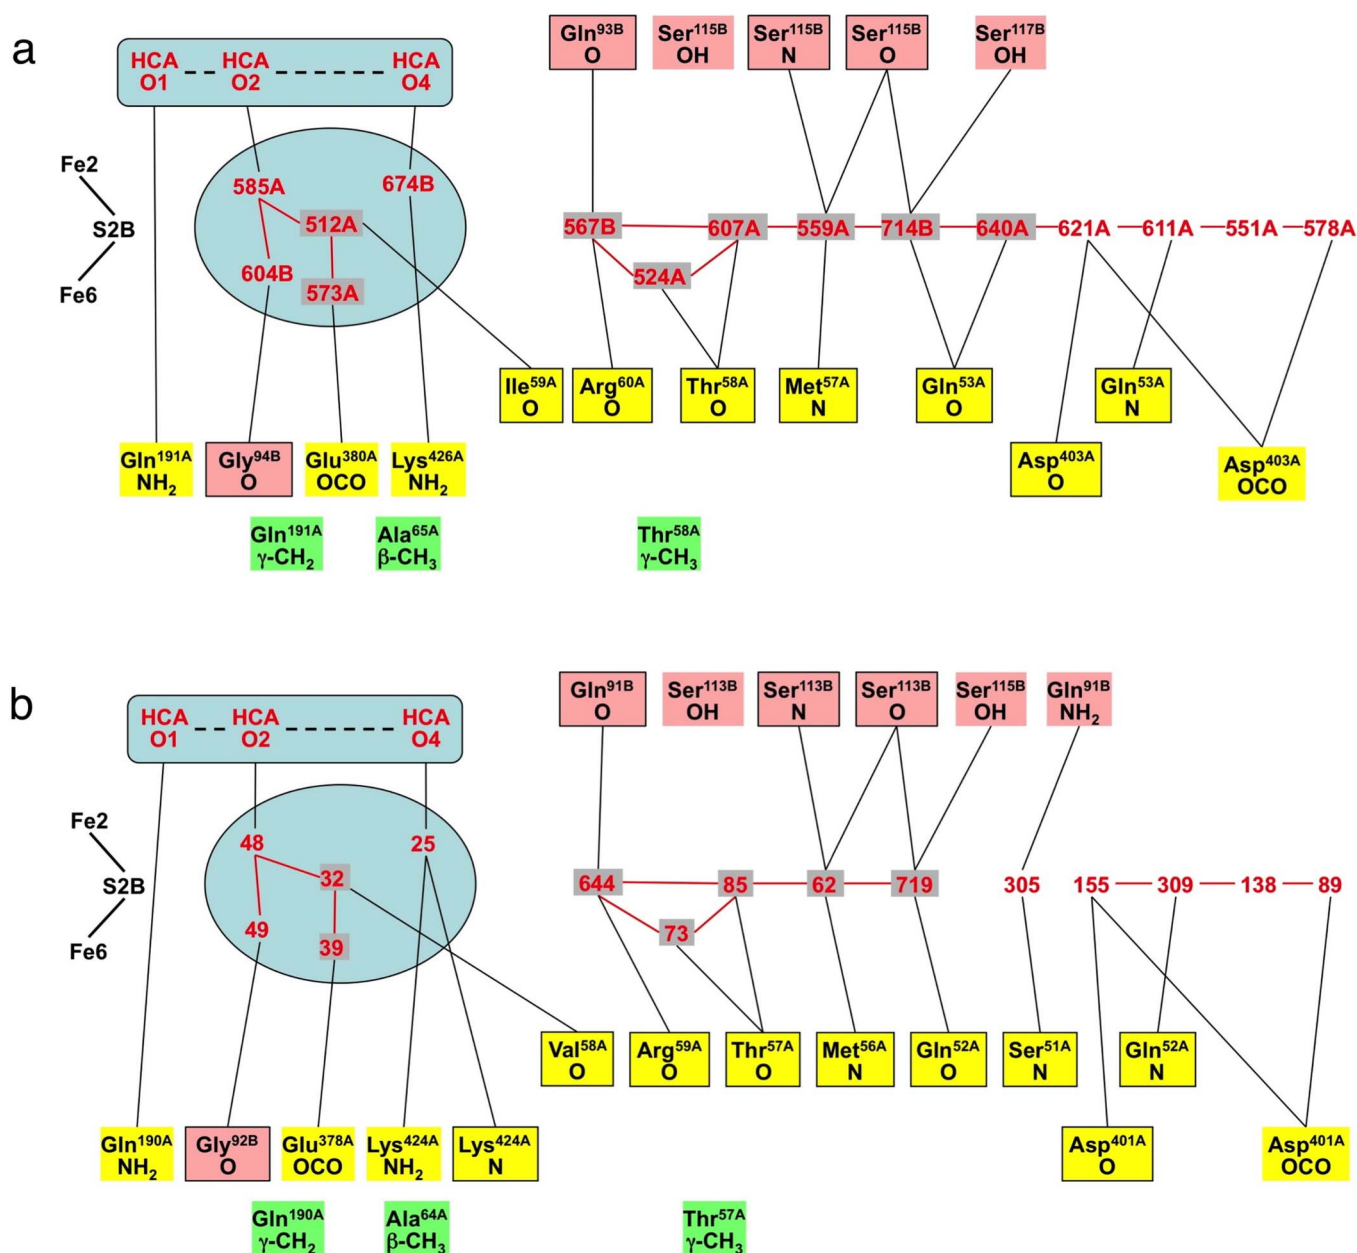 a
HCA HCA HCA
O1 O2 O4
Gln93B Ser115B Ser115B Ser115B Ser117B
O OH N O OH
Fe2
S2B
Fe6
585A 674B
512A
604B
573A
567B 607A 559A 714B 640A 621A 611A 551A 578A
524A
Ile59A Arg60A Thr58A Met57A Gln53A Gln53A
O O O N O N
Gln191A Gly94B Glu380A Lys426A Asp403A Asp403A
NH2 O OCO NH2 O OCO
Gln191A Ala65A Thr58A
γ-CH2 β-CH3 γ-CH3
b
HCA HCA HCA
O1 O2 O4
Gln91B Ser113B Ser113B Ser113B Ser115B Gln91B
O OH N O OH NH2
Fe2
S2B
Fe6
48 25
32
49
39
644 85 62 719 305 155 309 138 89
73
Val58A Arg59A Thr57A Met56A Gln52A Ser51A Gln52A
O O O N O N N
Gln190A Gly92B Glu378A Lys424A Lys424A Asp401A Asp401A
NH2 O OCO NH2 N O OCO
Gln190A Ala64A Thr57A
γ-CH2 β-CH3 γ-CH3